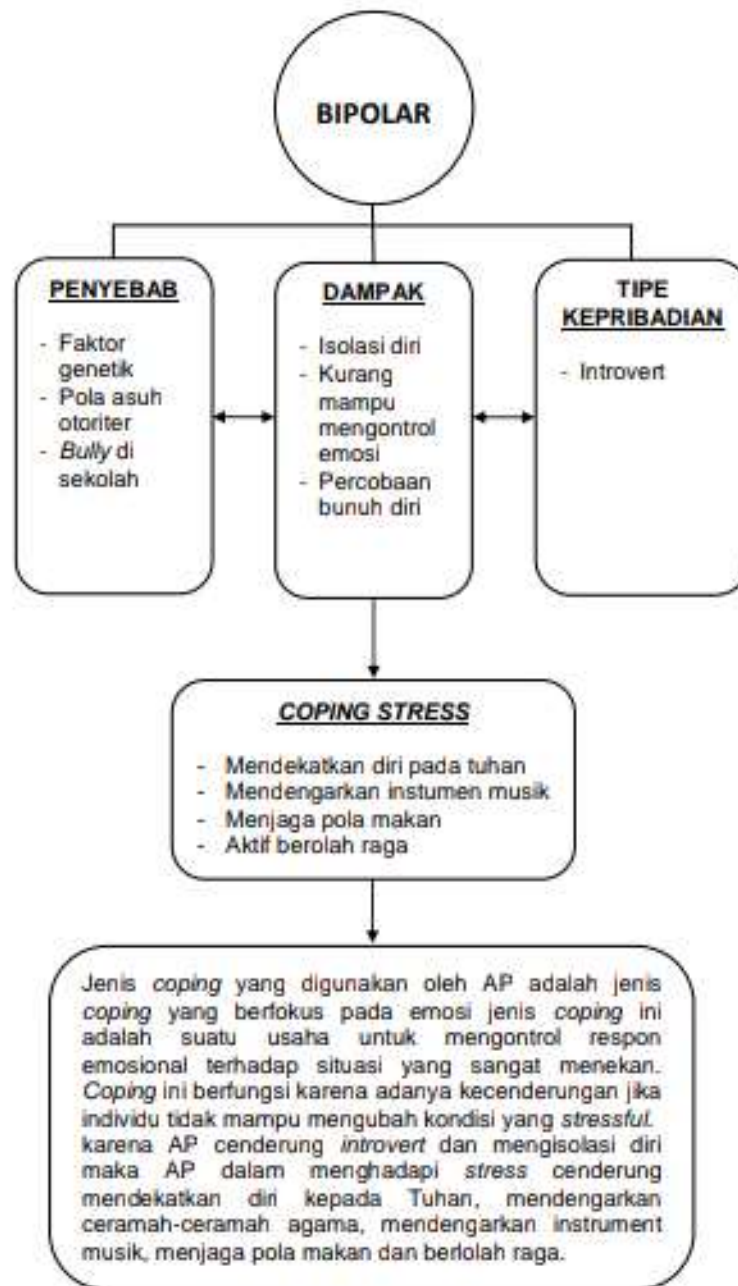 BIPOLAR
PENYEBAB
- Faktor
genetik
- Pola asuh
otoriter
- Bully di
sekolah
DAMPAK
- Isolasi diri
- Kurang
mampu
mengontrol
emosi
- Percobaan
bunuh diri
TIPE
KEPRIBADIAN
- Introvert
COPING STRESS
- Mendekatkan diri pada tuhan
- Mendengarkan instumen musik
- Menjaga pola makan
- Aktif berolah raga
Jenis coping yang digunakan oleh AP adalah jenis
coping yang berfokus pada emosi jenis coping ini
adalah suatu usaha untuk mengontrol respon
emosional terhadap situasi yang sangat menekan.
Coping ini berfungsi karena adanya kecenderungan jika
individu tidak mampu mengubah kondisi yang stressful.
karena AP cenderung introvert dan mengisolasi diri
maka AP dalam menghadapi stress cenderung
mendekatkan diri kepada Tuhan, mendengarkan
ceramah-ceramah agama, mendengarkan instrument
musik, menjaga pola makan dan berlolah raga.